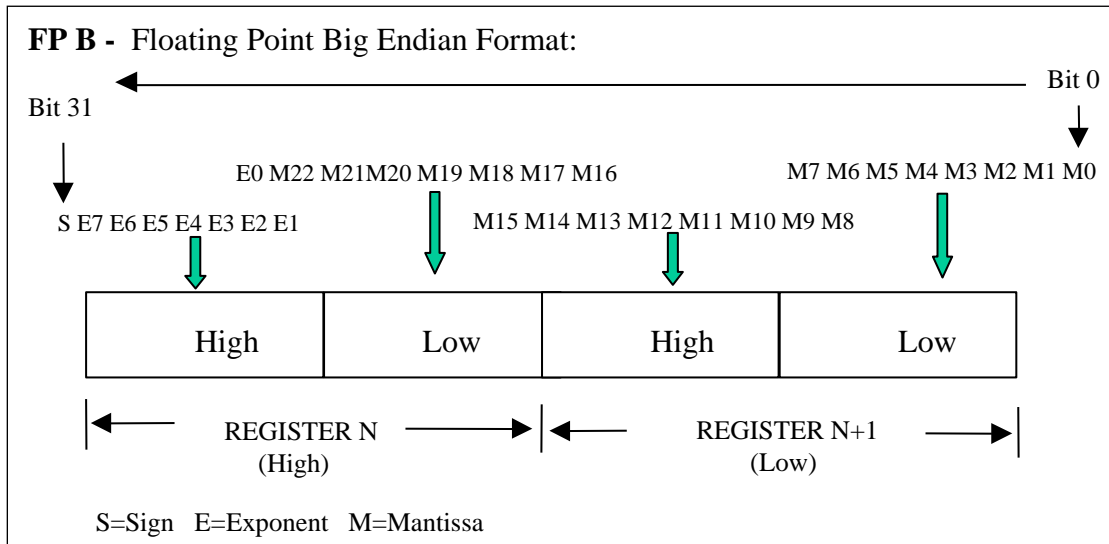 FP B - Floating Point Big Endian Format:
Bit 0
Bit 31
E0 M22 M21M20 M19 M18 M17 M16
M7 M6 M5 M4 M3 M2 M1 M0
S E7 E6 E5 E4 E3 E2 E1
M15 M14 M13 M12 M11 M10 M9 M8
High Low High Low
REGISTER N REGISTER N+1
(High) (Low)
S=Sign E=Exponent M=Mantissa